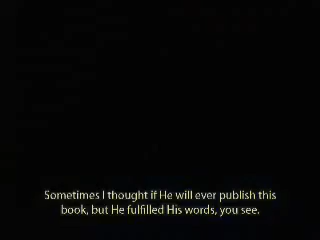 Sometimes I thought if He will ever publish this
book, but He fulfilled His words, you see.